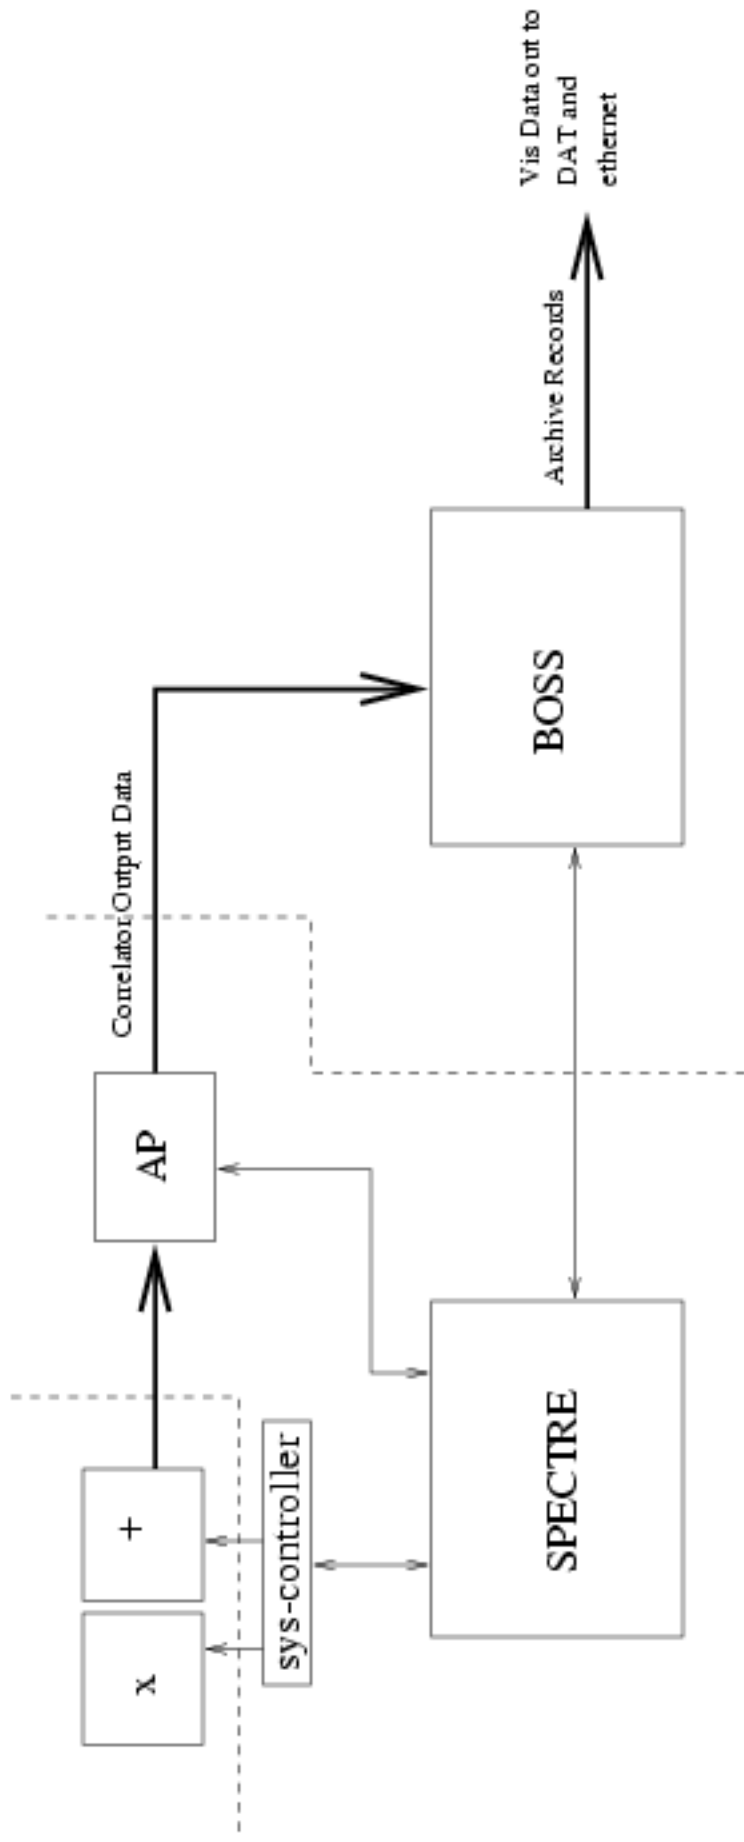 x
+
AP
Correlator Output Data
sys-controller
SPECTRE
BOSS
Archive Records
Vis Data out to
DAT and
ethernet